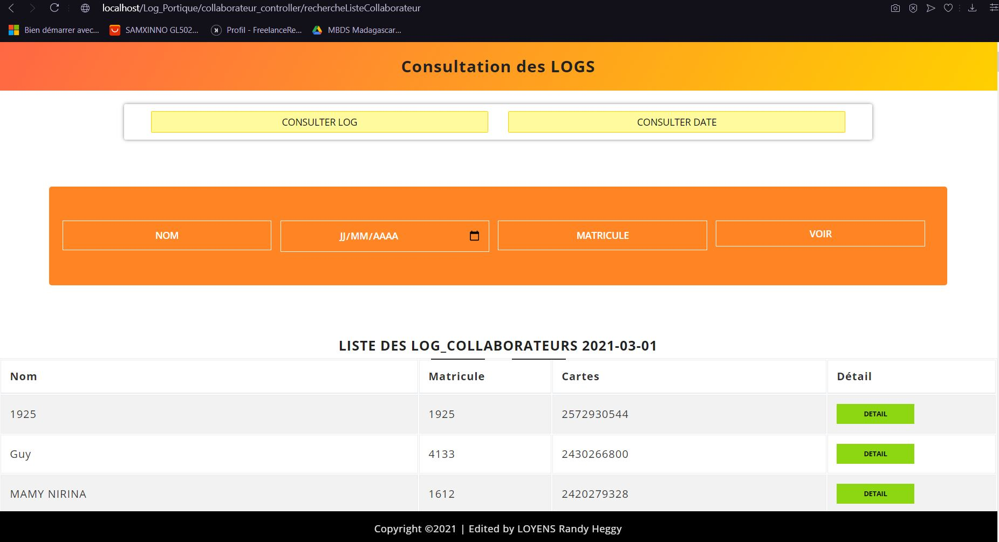 localhost/Log_Portique/collaborateur_controller/rechercheListeCollaborateur
Bien démarrer avec... SAMXINNO GL502... Profil - FreelanceRe... MBDS Madagascar...
Consultation des LOGS
CONSULTER LOG CONSULTER DATE
NOM JJ/MM/AAAA MATRICULE VOIR
LISTE DES LOG_COLLABORATEURS 2021-03-01
Nom Matricule Cartes Détail
1925 1925 2572930544 DETAIL
Guy 4133 2430266800 DETAIL
MAMY NIRINA 1612 2420279328 DETAIL
Copyright ©2021 | Edited by LOYENS Randy Heggy